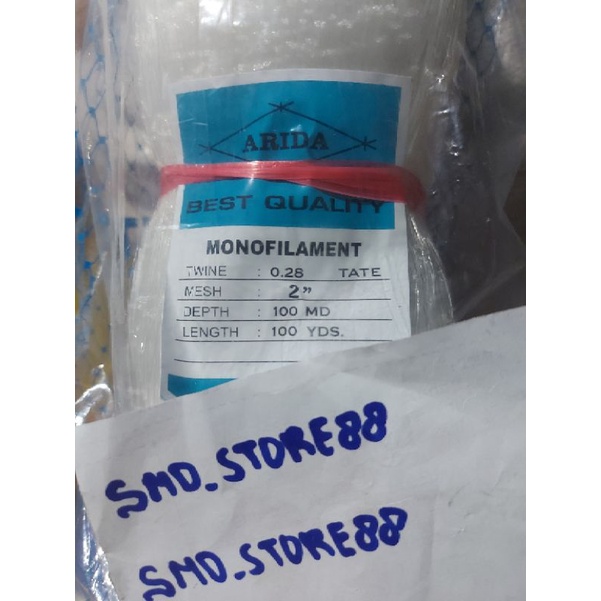 ARIDA
BEST QUALITY
MONOFILAMENT
TWINE : 0.28 TATE
MESH : 2"
DEPTH : 100 MD
LENGTH : 100 YDS.
SMD_STORE88
SMD_STORE88